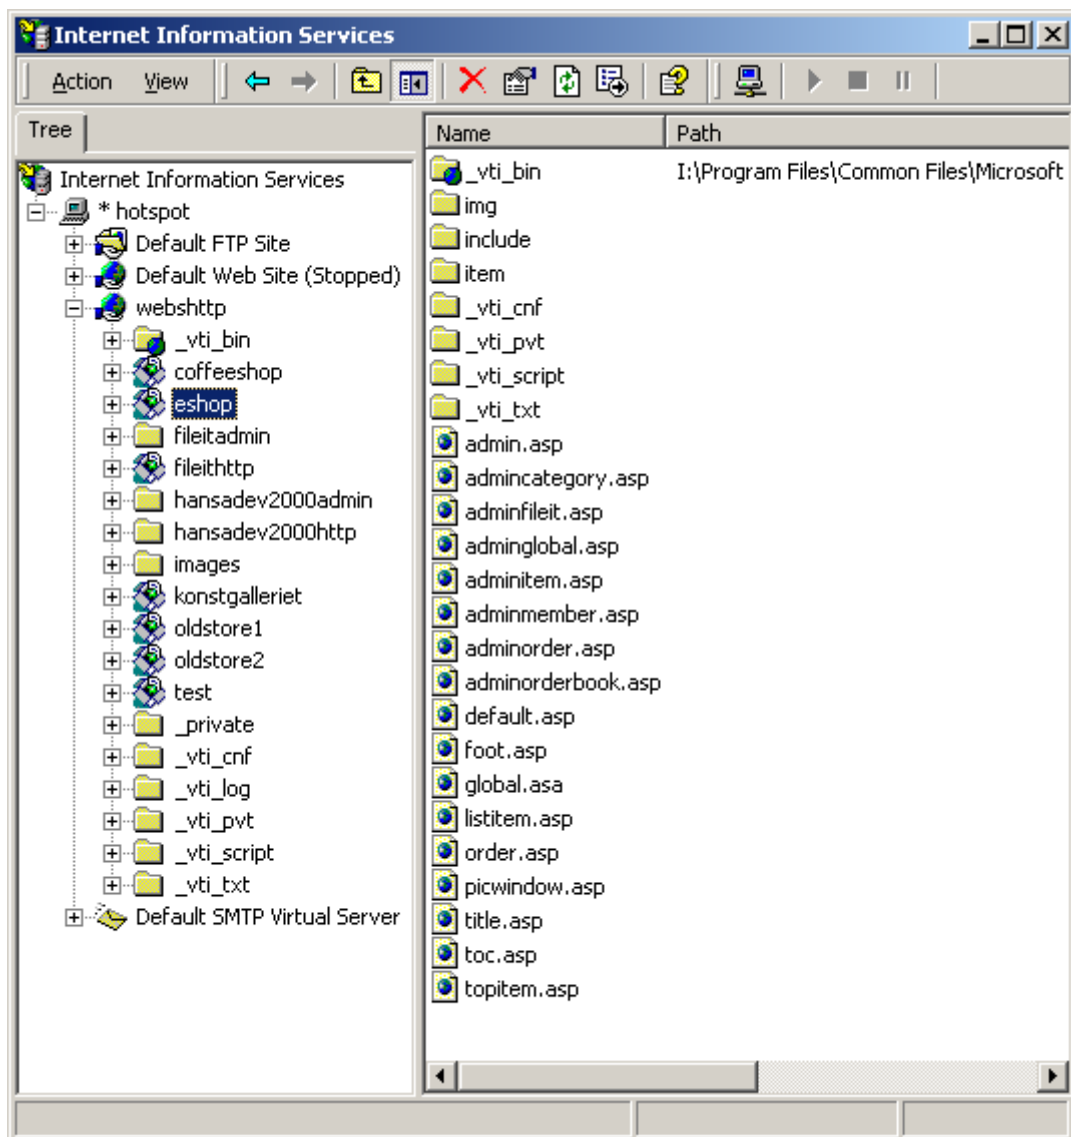 Internet Information Services
Action View
Tree
Internet Information Services
* hotspot
Default FTP Site
Default Web Site (Stopped)
webshttp
_vti_bin
coffeeshop
eshop
fileitadmin
fileithttp
hansadev2000admin
hansadev2000http
images
konstgalleriet
oldstore1
oldstore2
test
_private
_vti_cnf
_vti_log
_vti_pvt
_vti_script
_vti_txt
Default SMTP Virtual Server
Name Path
_vti_bin I:\Program Files\Common Files\Microsoft
img
include
item
_vti_cnf
_vti_pvt
_vti_script
_vti_txt
admin.asp
admincategory.asp
adminfileit.asp
adminglobal.asp
adminitem.asp
adminmember.asp
adminorder.asp
adminorderbook.asp
default.asp
foot.asp
global.asa
listitem.asp
order.asp
picwindow.asp
title.asp
toc.asp
topitem.asp